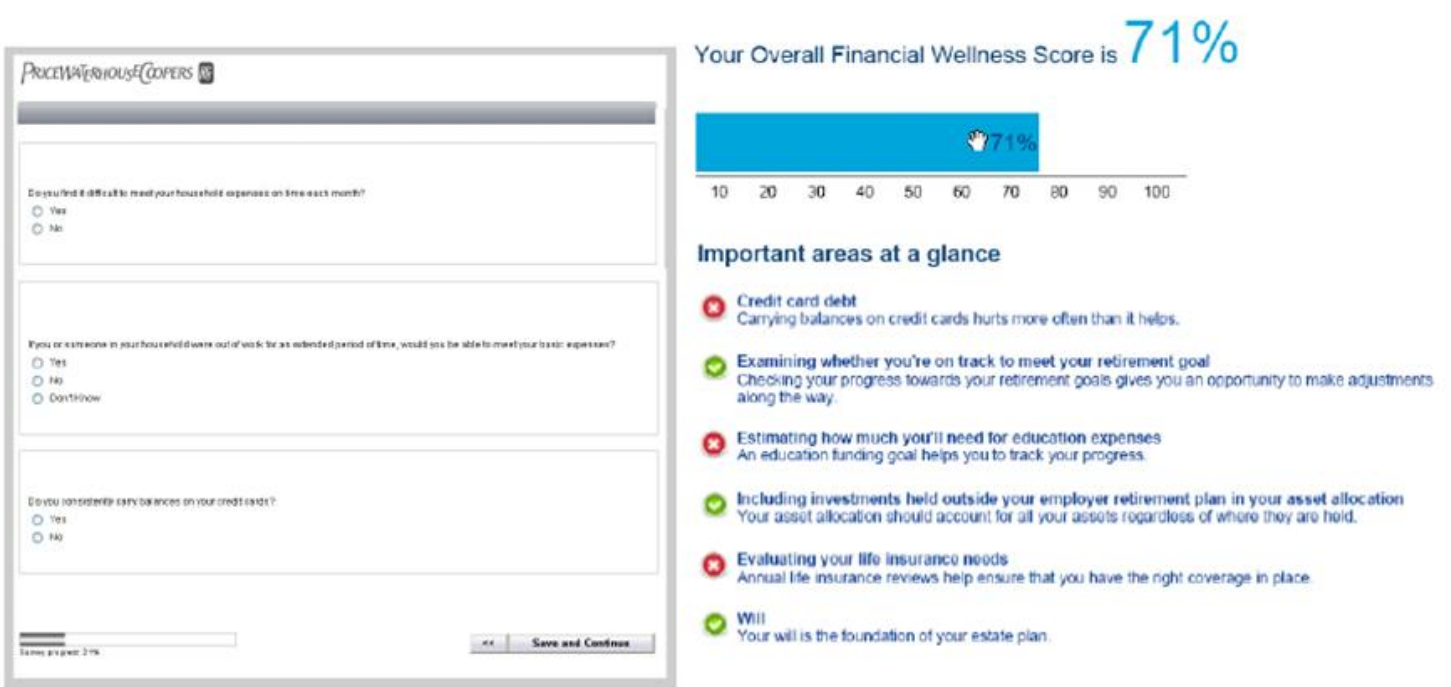 PRICEWATERHOUSECOOPERS
Do you find it difficult to meet your household expenses on time each month?
Yes
No
If you or someone in your household were out of work for an extended period of time, would you be able to meet your basic expenses?
Yes
No
Don't Know
Do you consistently carry balances on your credit cards?
Yes
No
Survey progress: 21%
<<
Save and Continue
Your Overall Financial Wellness Score is 71%
71%
10 20 30 40 50 60 70 80 90 100
Important areas at a glance
Credit card debt
Carrying balances on credit cards hurts more often than it helps.
Examining whether you're on track to meet your retirement goal
Checking your progress towards your retirement goals gives you an opportunity to make adjustments
along the way.
Estimating how much you'll need for education expenses
An education funding goal helps you to track your progress.
Including investments held outside your employer retirement plan in your asset allocation
Your asset allocation should account for all your assets regardless of where they are held.
Evaluating your life insurance needs
Annual life insurance reviews help ensure that you have the right coverage in place.
Will
Your will is the foundation of your estate plan.